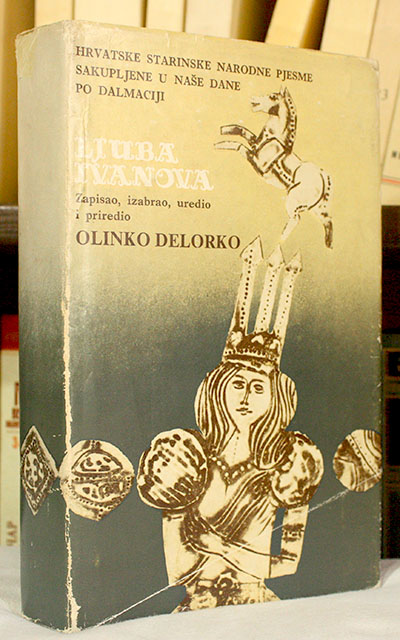 HRVATSKE STARINSKE NARODNE PJESME
SAKUPLJENE U NAŠE DANE
PO DALMACIJI
LJUBA
IVANOVA
Zapisao, izabrao, uredio
i priredio
OLINKO DELORKO